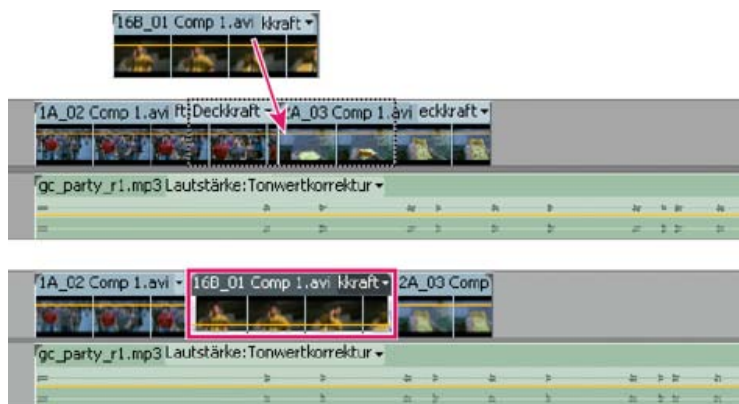 16B_01 Comp 1.avi kkraft
1A_02 Comp 1.avi ft:Deckkraft 2A_03 Comp 1.avi eckkraft
gc_party_r1.mp3 Lautstärke:Tonwertkorrektur
1A_02 Comp 1.avi 16B_01 Comp 1.avi kkraft 2A_03 Comp
gc_party_r1.mp3 Lautstärke:Tonwertkorrektur